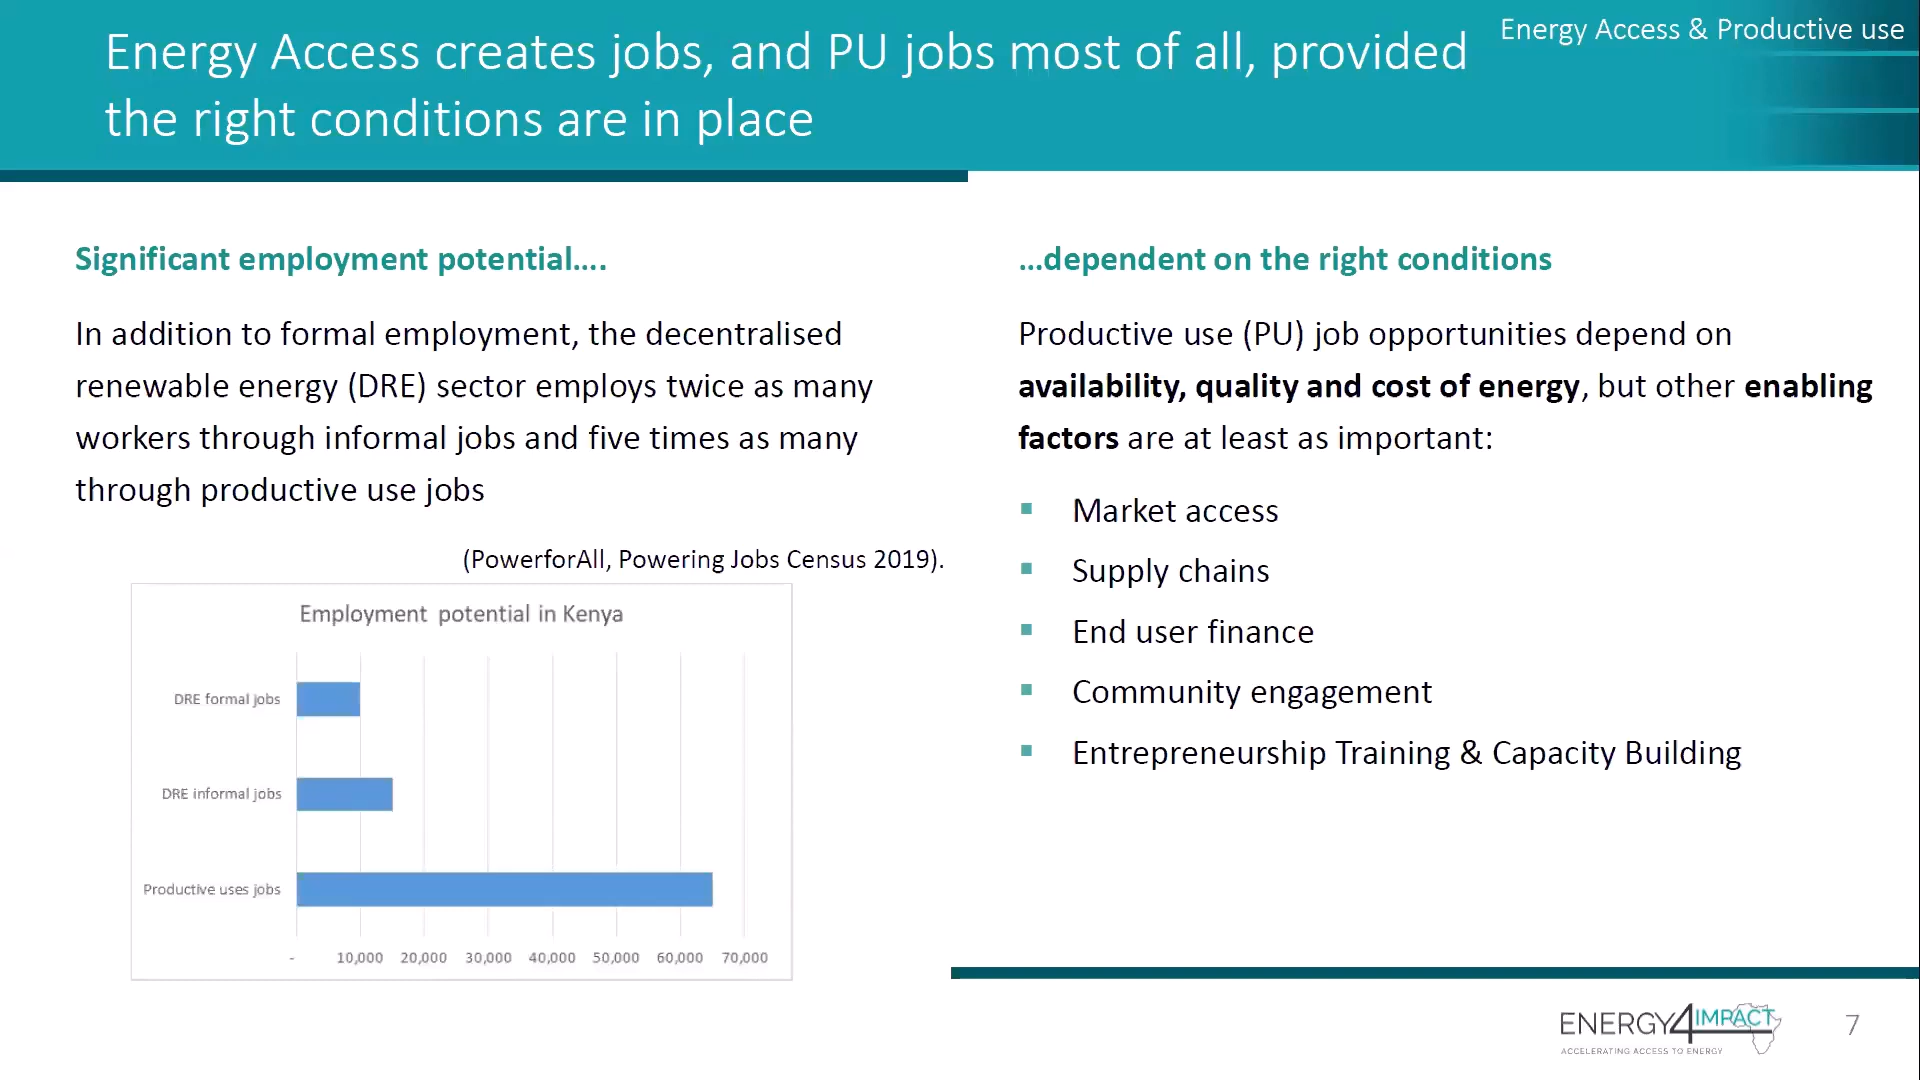 Energy Access & Productive use
Energy Access creates jobs, and PU jobs most of all, provided
the right conditions are in place
Significant employment potential....
In addition to formal employment, the decentralised
renewable energy (DRE) sector employs twice as many
workers through informal jobs and five times as many
through productive use jobs
(PowerforAll, Powering Jobs Census 2019).
Employment potential in Kenya
DRE formal jobs
DRE informal jobs
Productive uses jobs
- 10,000 20,000 30,000 40,000 50,000 60,000 70,000
...dependent on the right conditions
Productive use (PU) job opportunities depend on
availability, quality and cost of energy, but other enabling
factors are at least as important:
▪ Market access
▪ Supply chains
▪ End user finance
▪ Community engagement
▪ Entrepreneurship Training & Capacity Building
ENERGY4IMPACT
ACCELERATING ACCESS TO ENERGY
7